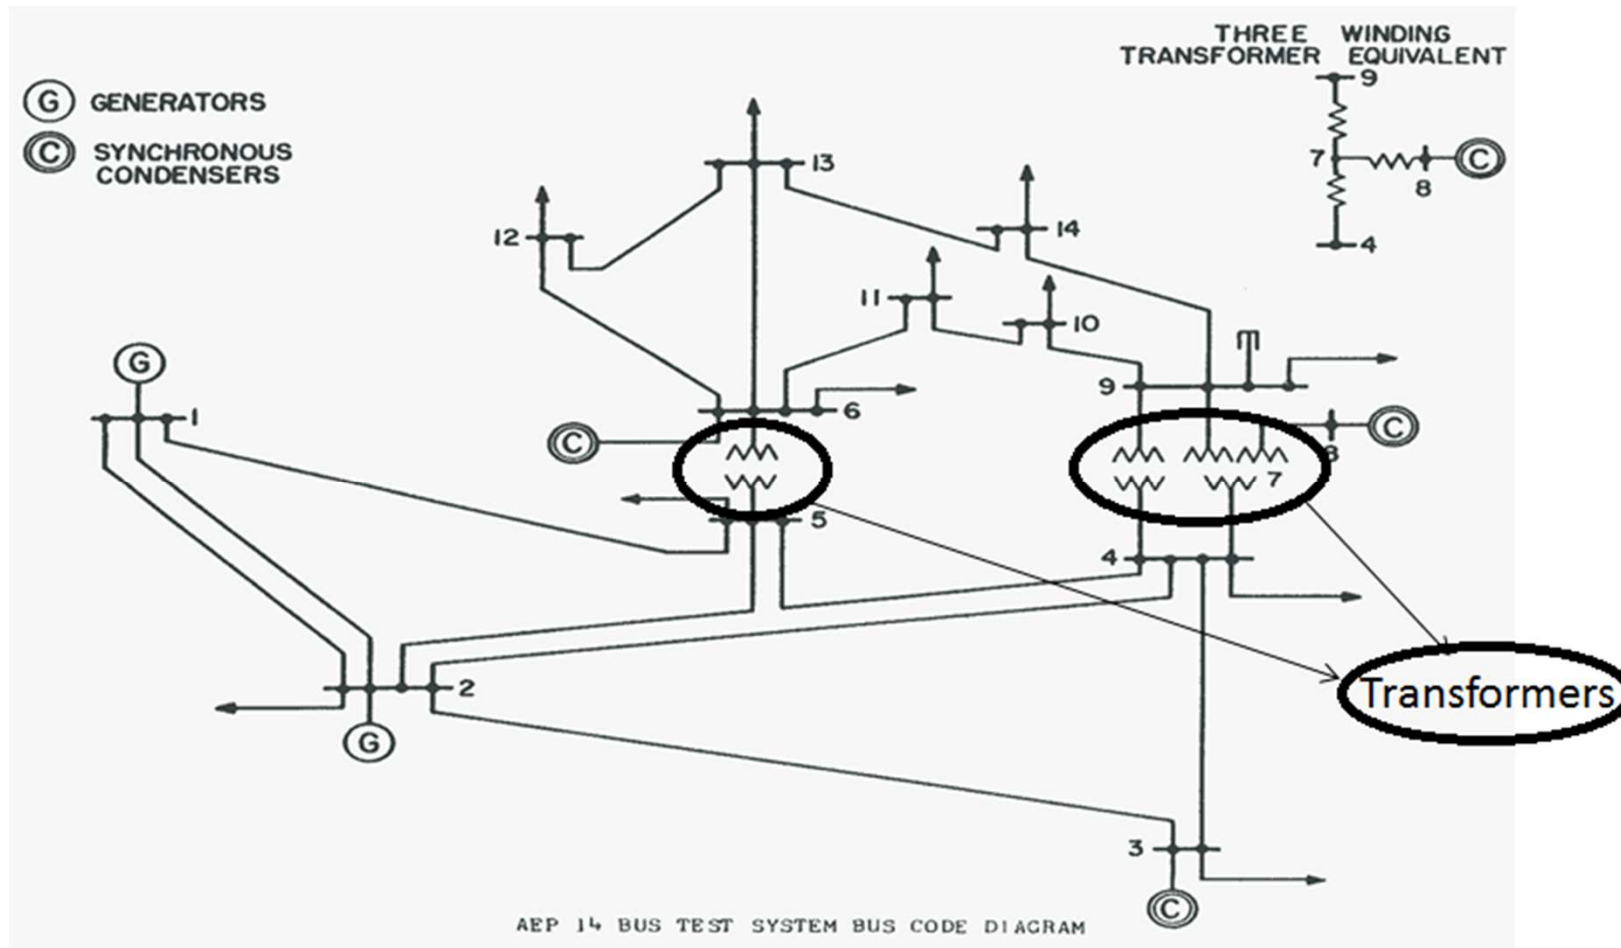 THREE WINDING
TRANSFORMER EQUIVALENT
9
7
C
8
4
G GENERATORS
C SYNCHRONOUS
CONDENSERS
13
12
14
11
10
G
1
9
6
C
8
C
7
5
4
2
G
Transformers
3
C
AEP 14 BUS TEST SYSTEM BUS CODE DIAGRAM